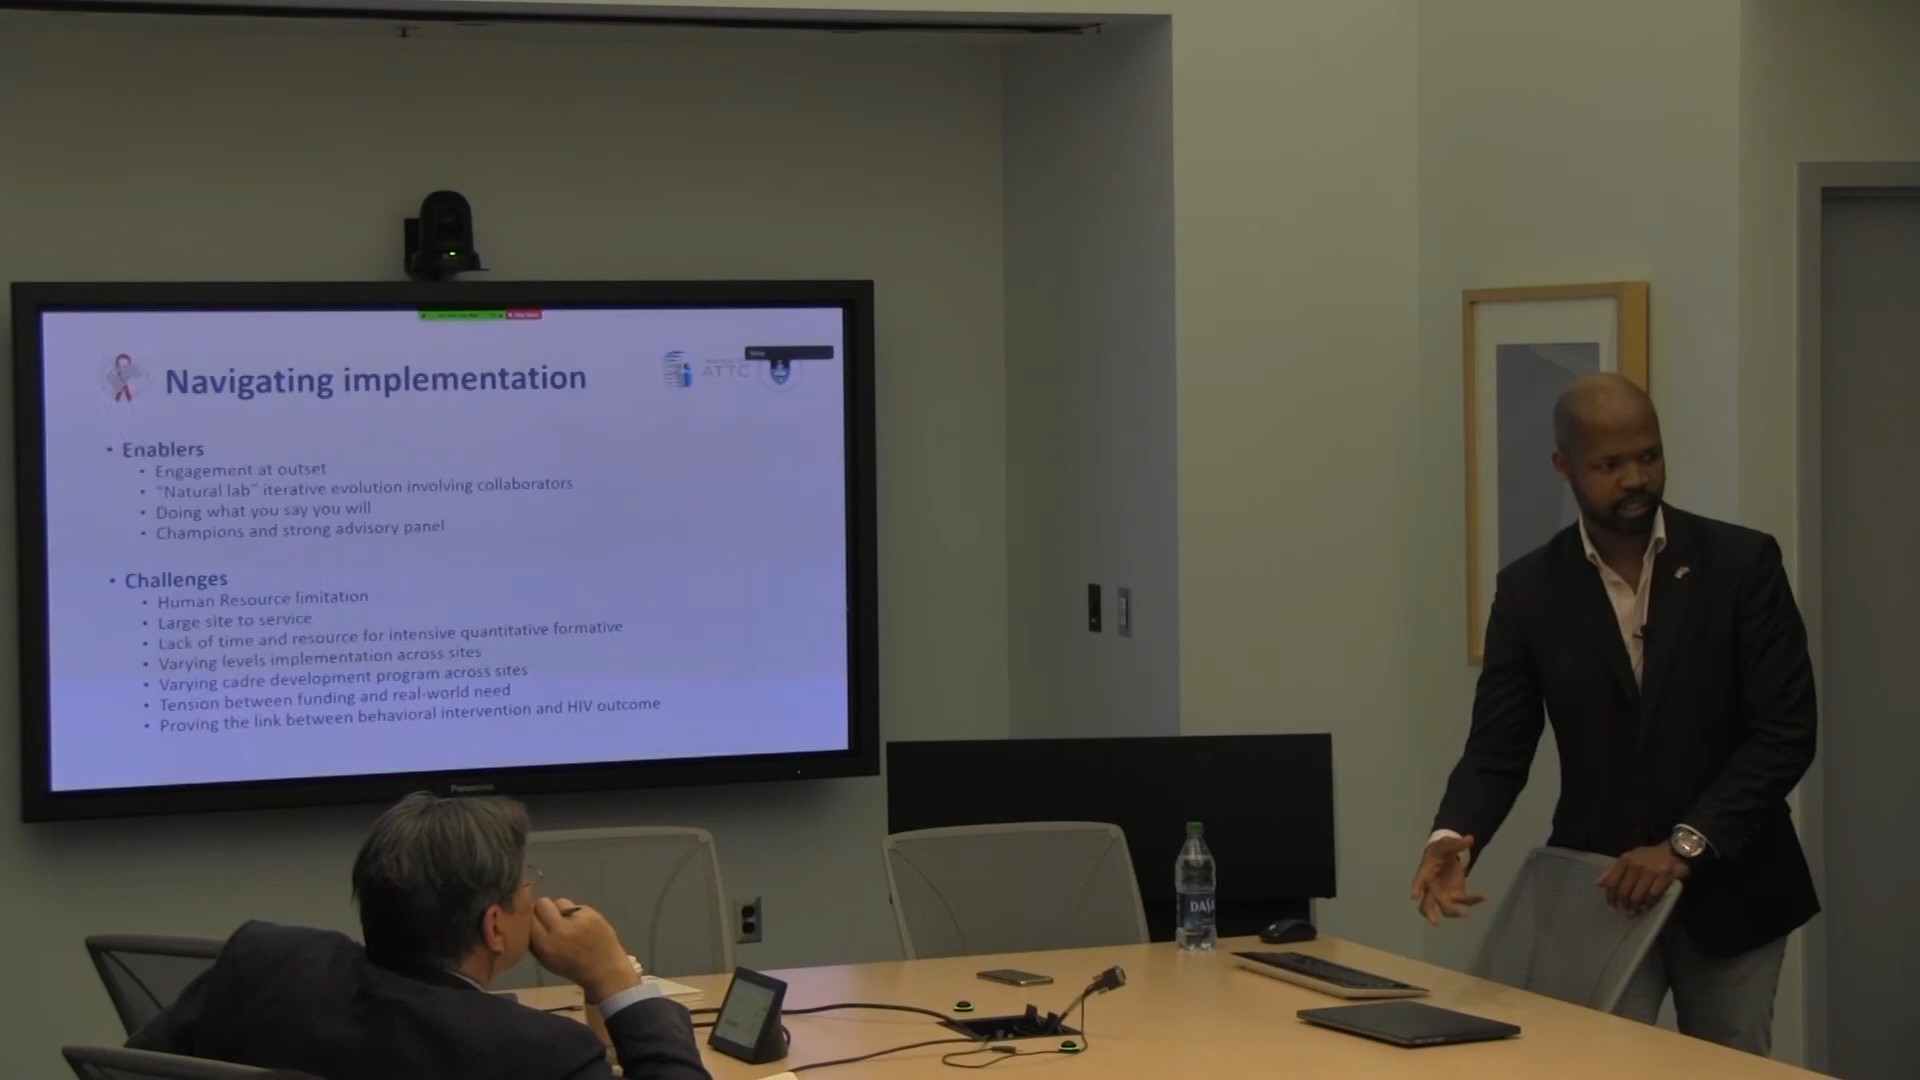 Navigating implementation
ATTC
• Enablers
• Engagement at outset
• "Natural lab" iterative evolution involving collaborators
• Doing what you say you will
• Champions and strong advisory panel
• Challenges
• Human Resource limitation
• Large site to service
• Lack of time and resource for intensive quantitative formative
• Varying levels implementation across sites
• Varying cadre development program across sites
• Tension between funding and real-world need
• Proving the link between behavioral intervention and HIV outcome
Panasonic